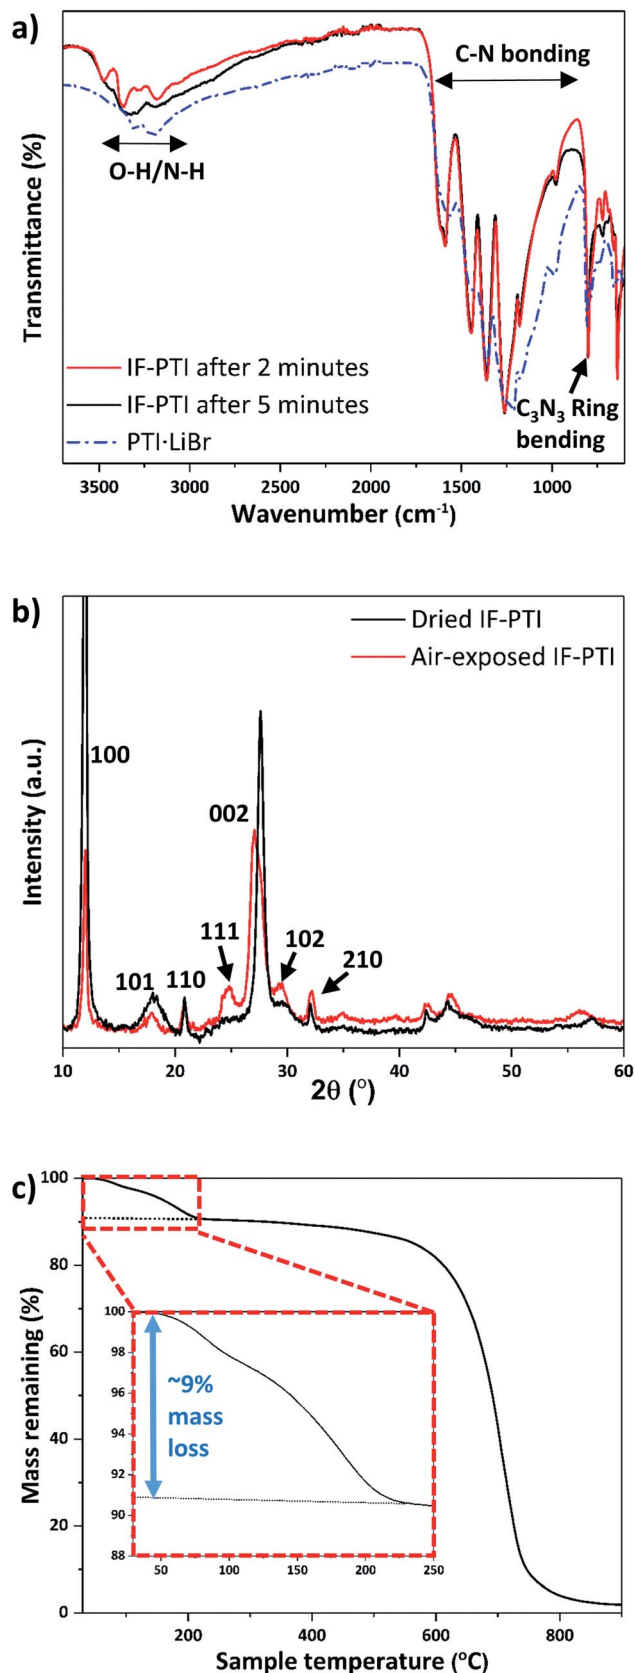 a)
C-N bonding
O-H/N-H
Transmittance (%)
IF-PTI after 2 minutes
IF-PTI after 5 minutes
PTI·LiBr
C₃N₃ Ring
bending
3500 3000 2500 2000 1500 1000
Wavenumber (cm⁻¹)
b)
Dried IF-PTI
Air-exposed IF-PTI
100
002
111
102
101 110
210
Intensity (a.u.)
10 20 30 40 50 60
2θ (°)
c)
100
80
60
40
20
0
Mass remaining (%)
100
98
96
94
92
90
88
~9%
mass
loss
50 100 150 200 250
200 400 600 800
Sample temperature (°C)